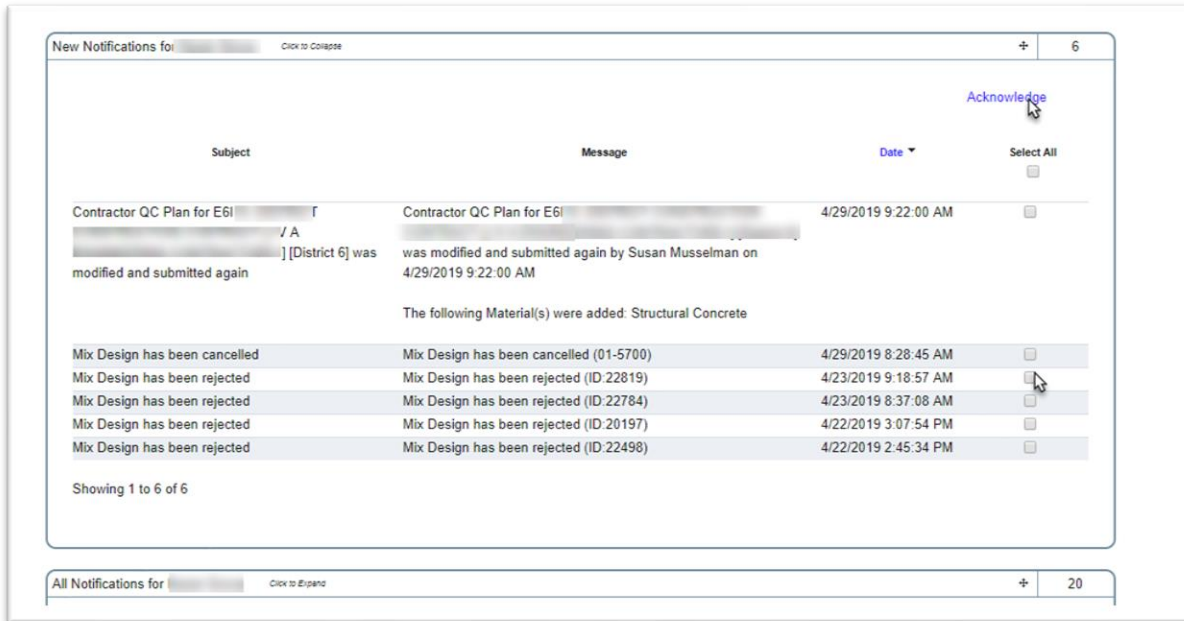 New Notifications for Click to Collapse 6
Acknowledge
Subject Message Date Select All
Contractor QC Plan for E6 Contractor QC Plan for E6 4/29/2019 9:22:00 AM
V A
] [District 6] was was modified and submitted again by Susan Musselman on
modified and submitted again 4/29/2019 9:22:00 AM
The following Material(s) were added: Structural Concrete
Mix Design has been cancelled Mix Design has been cancelled (01-5700) 4/29/2019 8:28:45 AM
Mix Design has been rejected Mix Design has been rejected (ID:22819) 4/23/2019 9:18:57 AM
Mix Design has been rejected Mix Design has been rejected (ID:22784) 4/23/2019 8:37:08 AM
Mix Design has been rejected Mix Design has been rejected (ID:20197) 4/22/2019 3:07:54 PM
Mix Design has been rejected Mix Design has been rejected (ID:22498) 4/22/2019 2:45:34 PM
Showing 1 to 6 of 6
All Notifications for Click to Expand 20